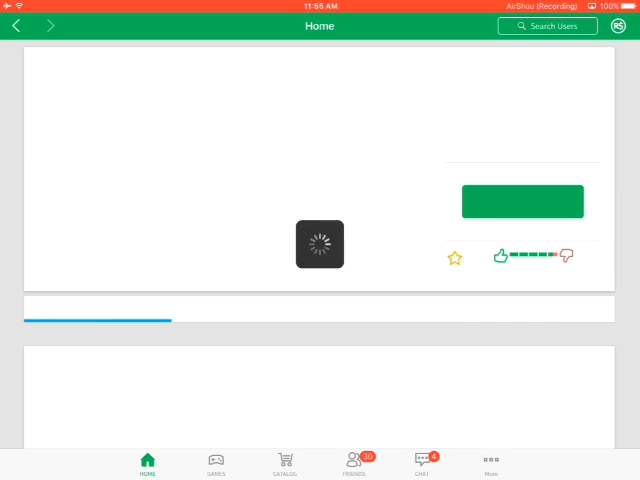 11:55 AM
AirShou (Recording)
100%
Home
Search Users
R$
HOME
GAMES
CATALOG
30
FRIENDS
4
CHAT
More